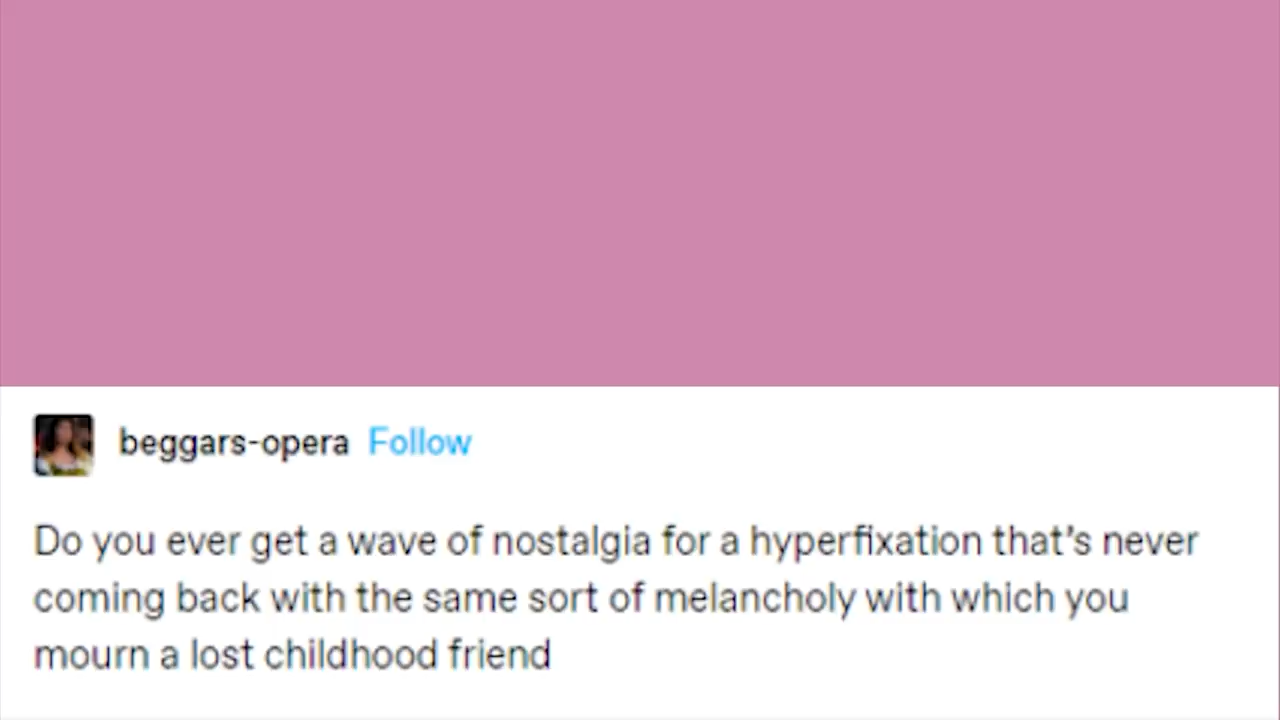 beggars-opera Follow
Do you ever get a wave of nostalgia for a hyperfixation that’s never
coming back with the same sort of melancholy with which you
mourn a lost childhood friend